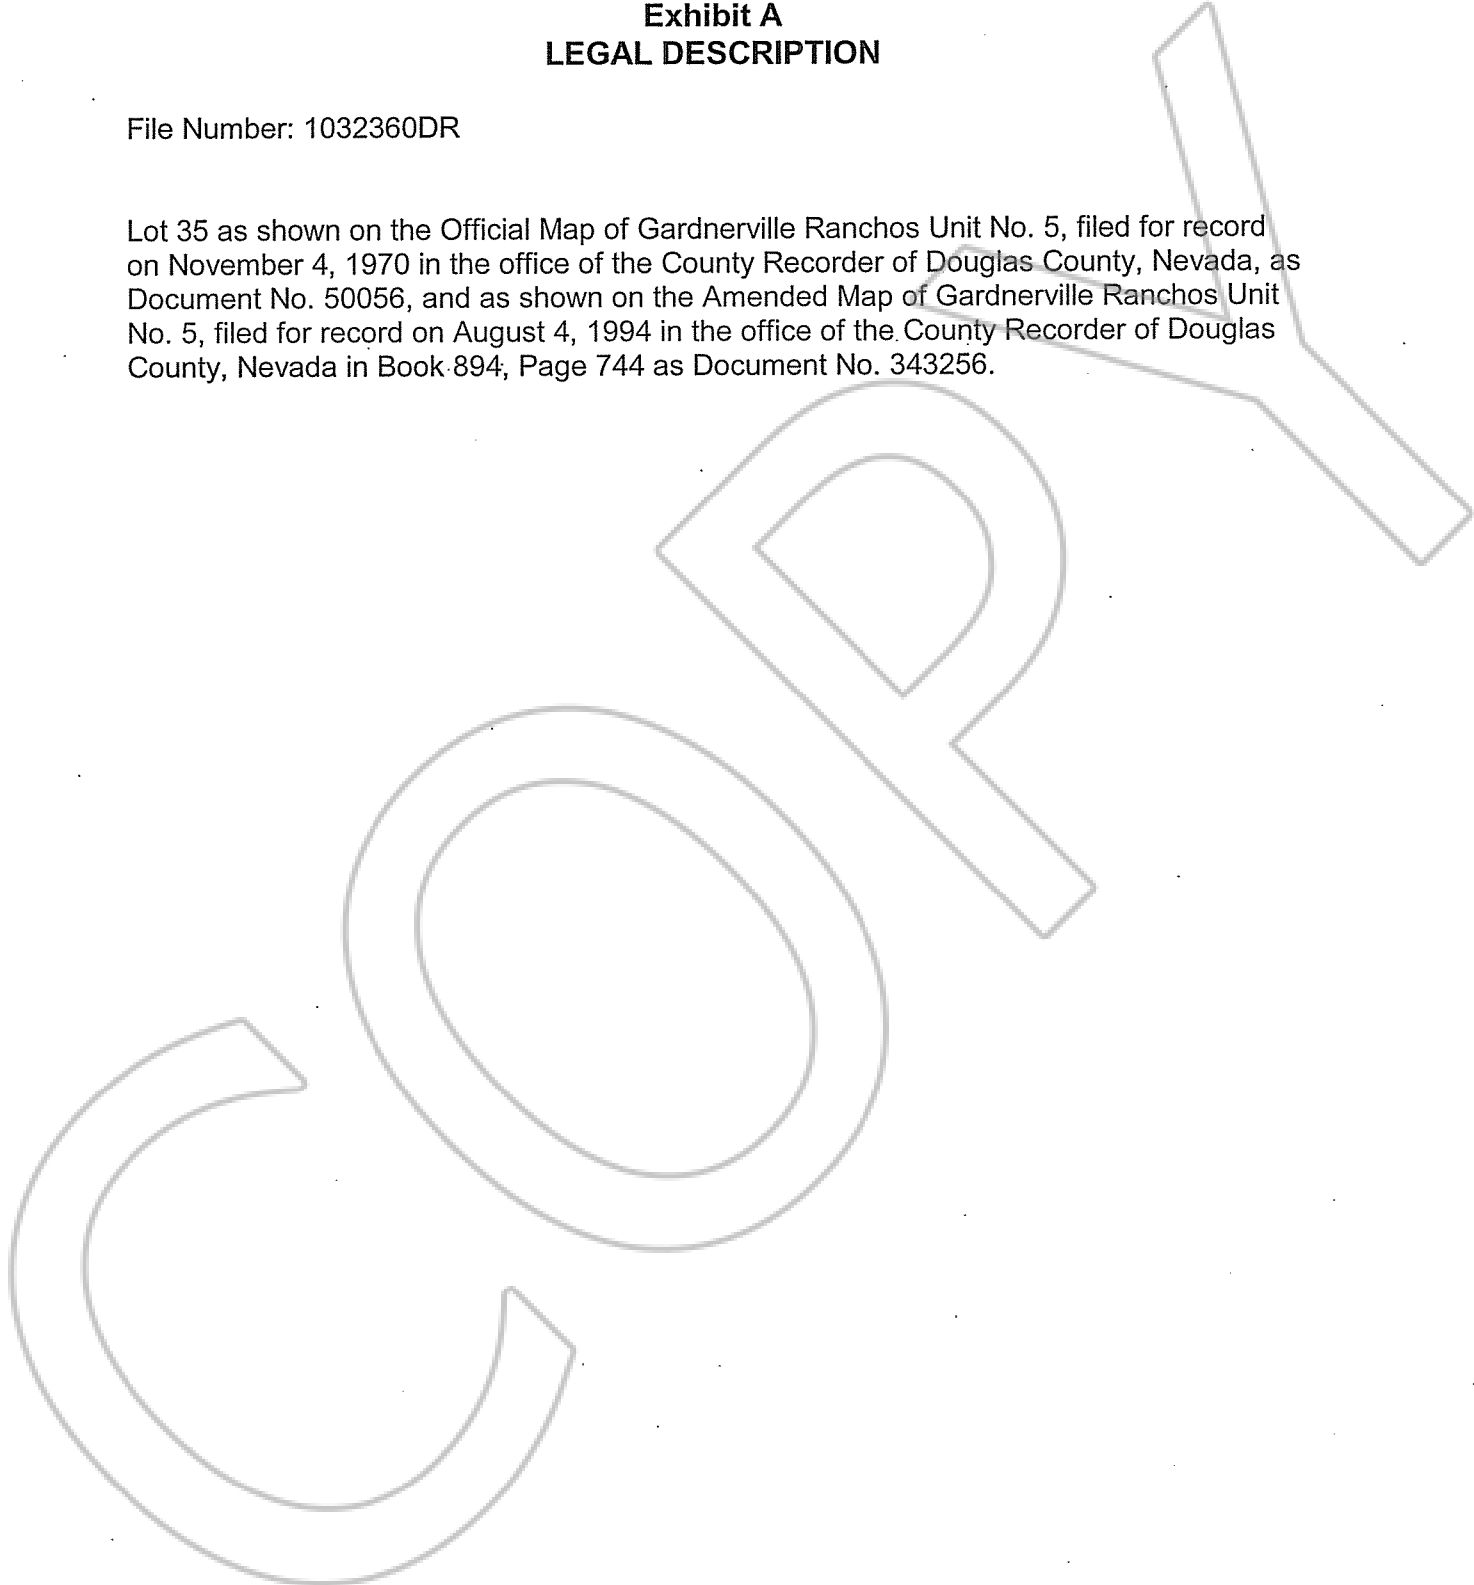 Exhibit A
LEGAL DESCRIPTION
File Number: 1032360DR
Lot 35 as shown on the Official Map of Gardnerville Ranchos Unit No. 5, filed for record
on November 4, 1970 in the office of the County Recorder of Douglas County, Nevada, as
Document No. 50056, and as shown on the Amended Map of Gardnerville Ranchos Unit
No. 5, filed for record on August 4, 1994 in the office of the County Recorder of Douglas
County, Nevada in Book 894, Page 744 as Document No. 343256.
COPY